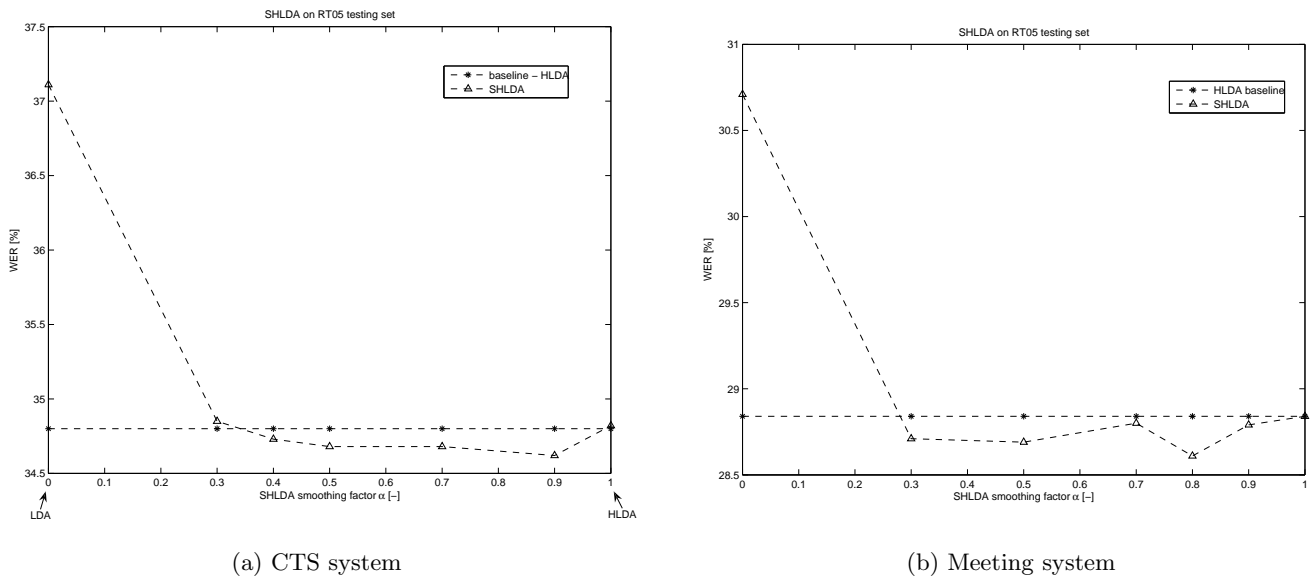 SHLDA on RT05 testing set
37.5
37
36.5
36
35.5
35
34.5
WER [%]
baseline − HLDA
SHLDA
0 0.1 0.2 0.3 0.4 0.5 0.6 0.7 0.8 0.9 1
SHLDA smoothing factor α [−]
LDA
HLDA
(a) CTS system
SHLDA on RT05 testing set
31
30.5
30
29.5
29
28.5
WER [%]
HLDA baseline
SHLDA
0 0.1 0.2 0.3 0.4 0.5 0.6 0.7 0.8 0.9 1
SHLDA smoothing factor α [−]
(b) Meeting system